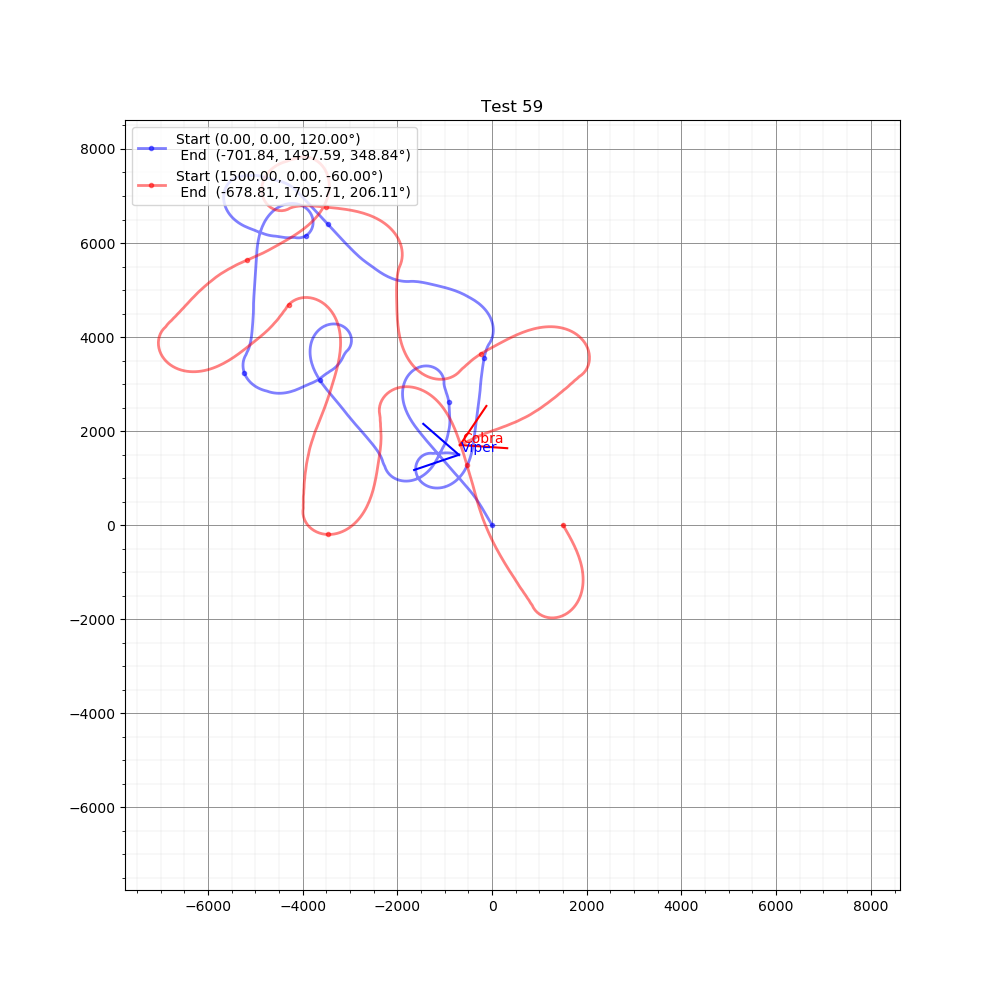 Test 59
Start (0.00, 0.00, 120.00°)
End (-701.84, 1497.59, 348.84°)
Start (1500.00, 0.00, -60.00°)
End (-678.81, 1705.71, 206.11°)
8000
6000
4000
2000
0
−2000
−4000
−6000
Cobra
Viper
−6000 −4000 −2000 0 2000 4000 6000 8000